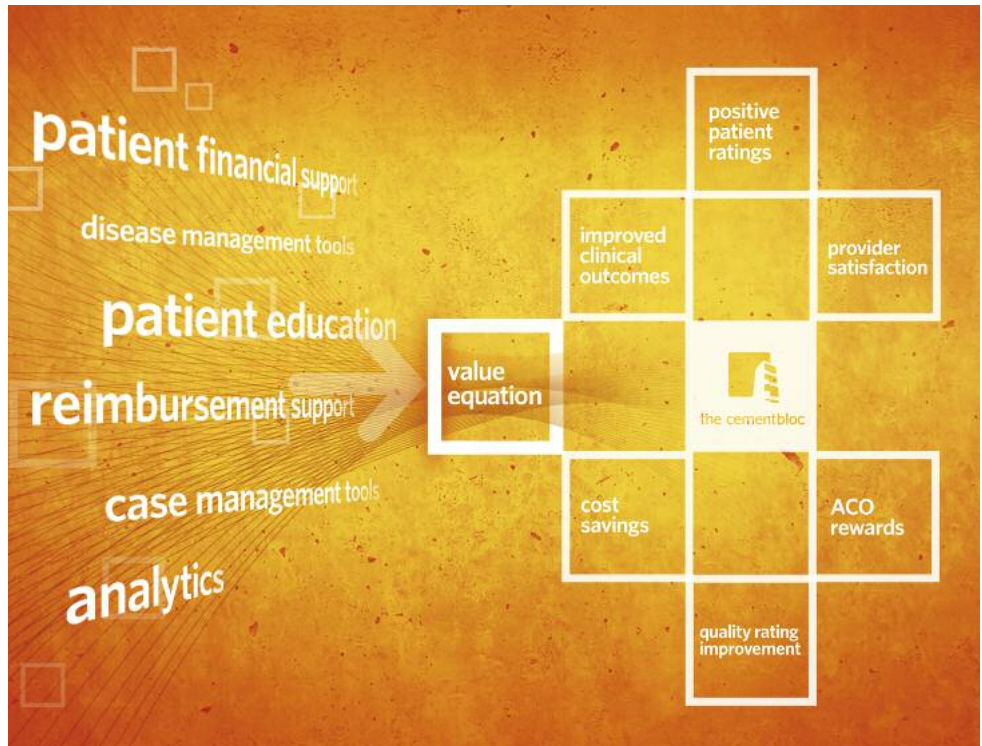 patient financial support
disease management tools
patient education
reimbursement support
case management tools
analytics
value
equation
positive
patient
ratings
improved
clinical
outcomes
provider
satisfaction
the cementbloc
cost
savings
ACO
rewards
quality rating
improvement